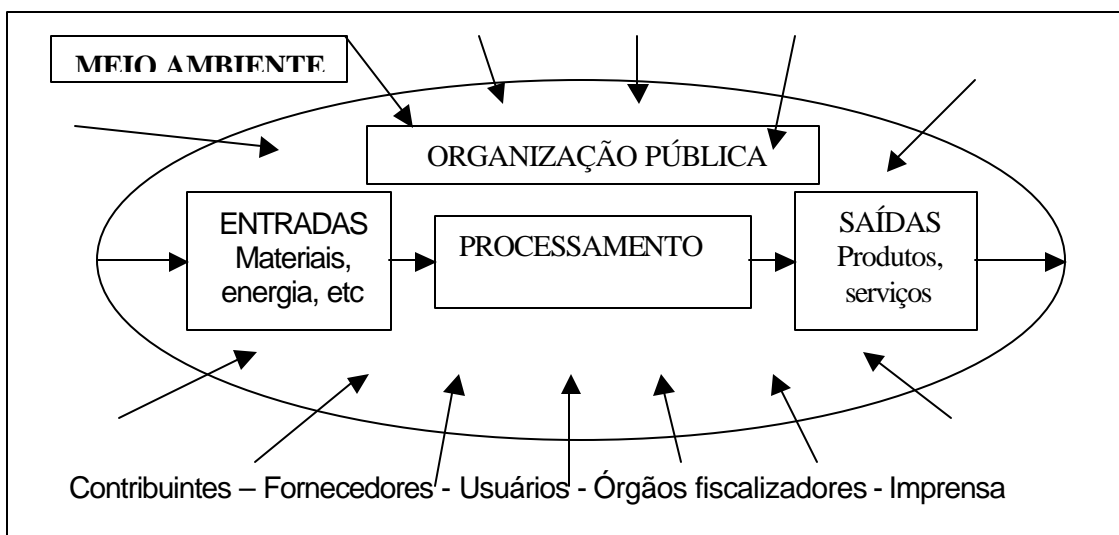 MEIO AMBIENTE
ORGANIZAÇÃO PÚBLICA
ENTRADAS
Materiais,
energia, etc
PROCESSAMENTO
SAÍDAS
Produtos,
serviços
Contribuintes – Fornecedores - Usuários - Órgãos fiscalizadores - Imprensa